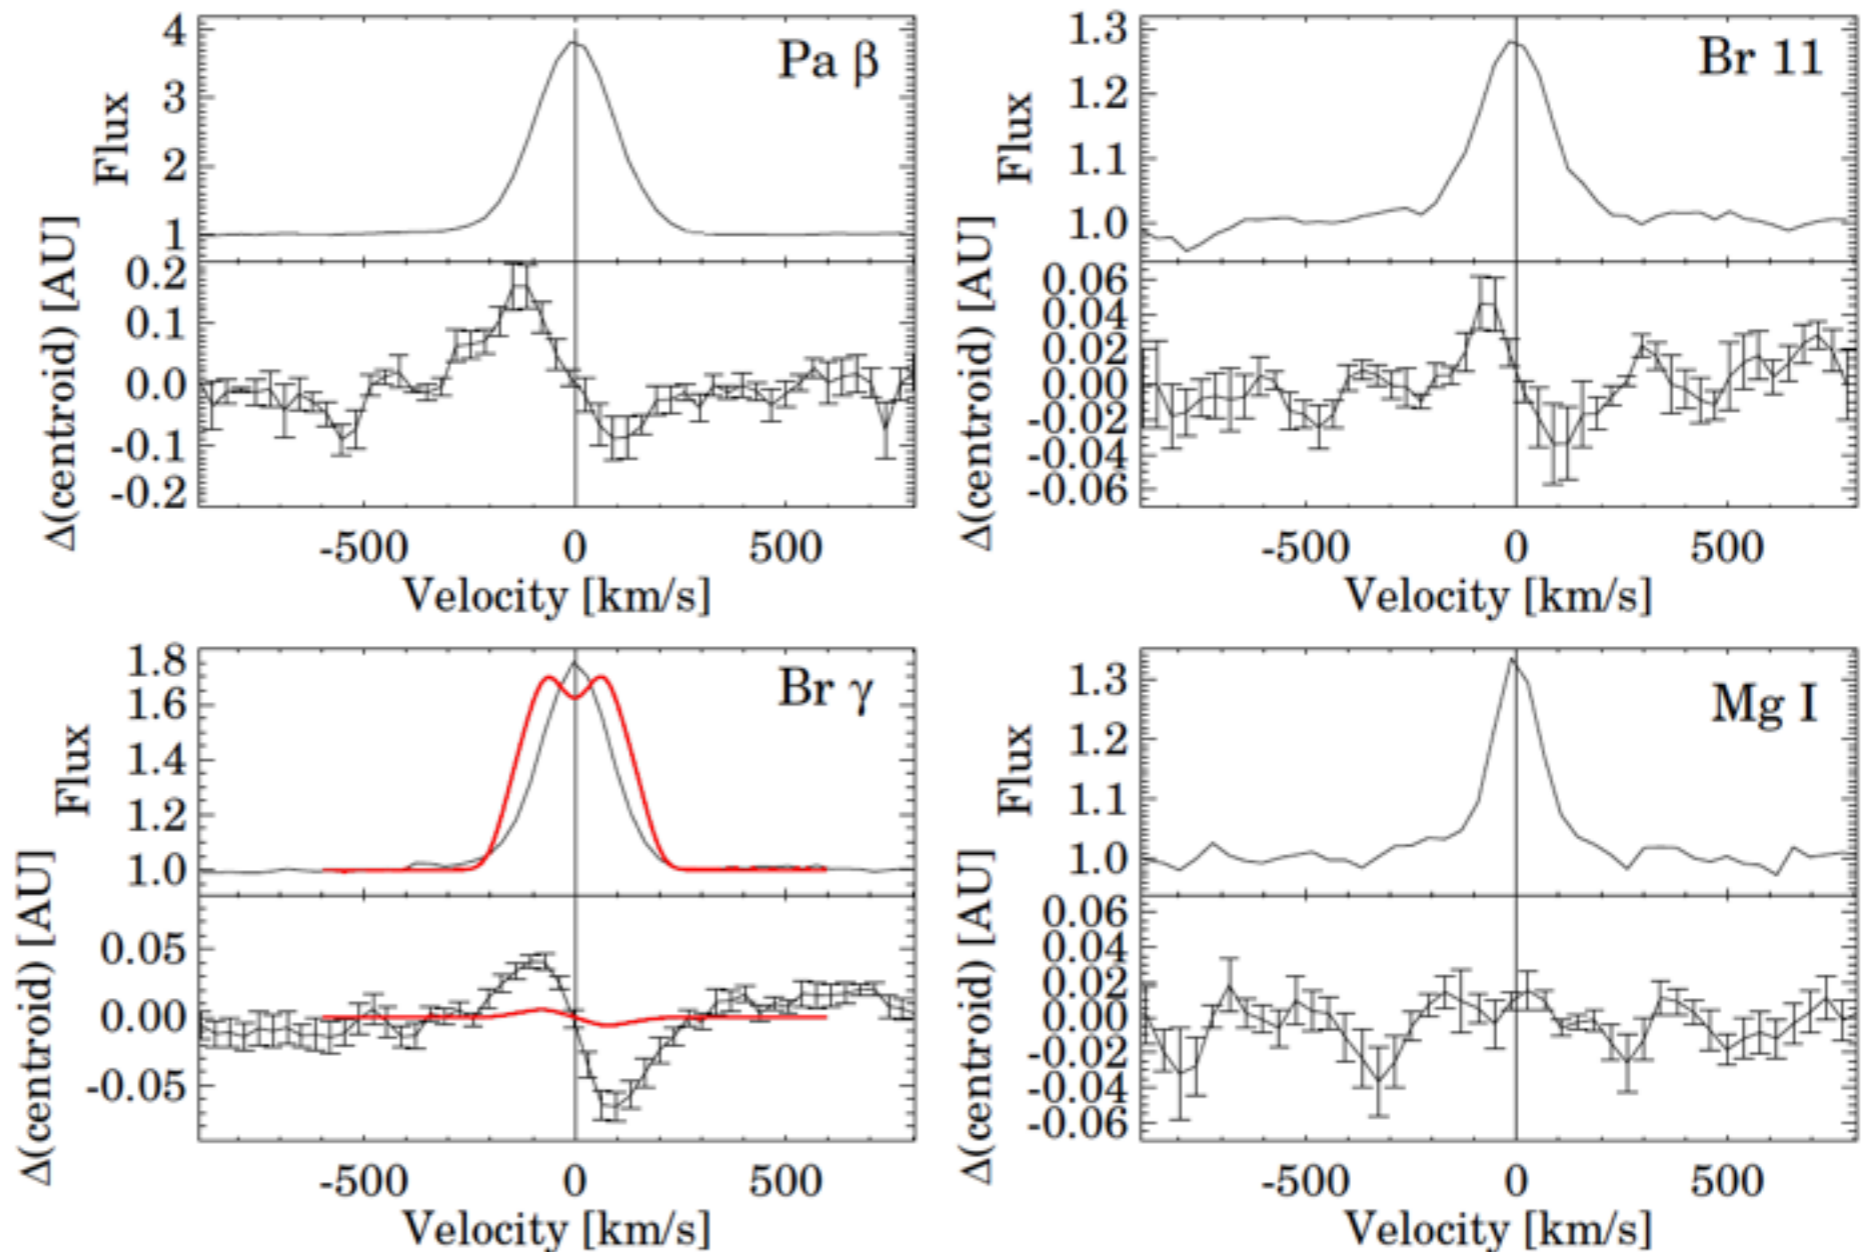 Pa β
Flux
4
3
2
1
Δ(centroid) [AU]
0.2
0.1
0.0
-0.1
-0.2
-500 0 500
Velocity [km/s]
Br 11
Flux
1.3
1.2
1.1
1.0
Δ(centroid) [AU]
0.06
0.04
0.02
0.00
-0.02
-0.04
-0.06
-500 0 500
Velocity [km/s]
Br γ
Flux
1.8
1.6
1.4
1.2
1.0
Δ(centroid) [AU]
0.05
0.00
-0.05
-500 0 500
Velocity [km/s]
Mg I
Flux
1.3
1.2
1.1
1.0
Δ(centroid) [AU]
0.06
0.04
0.02
0.00
-0.02
-0.04
-0.06
-500 0 500
Velocity [km/s]